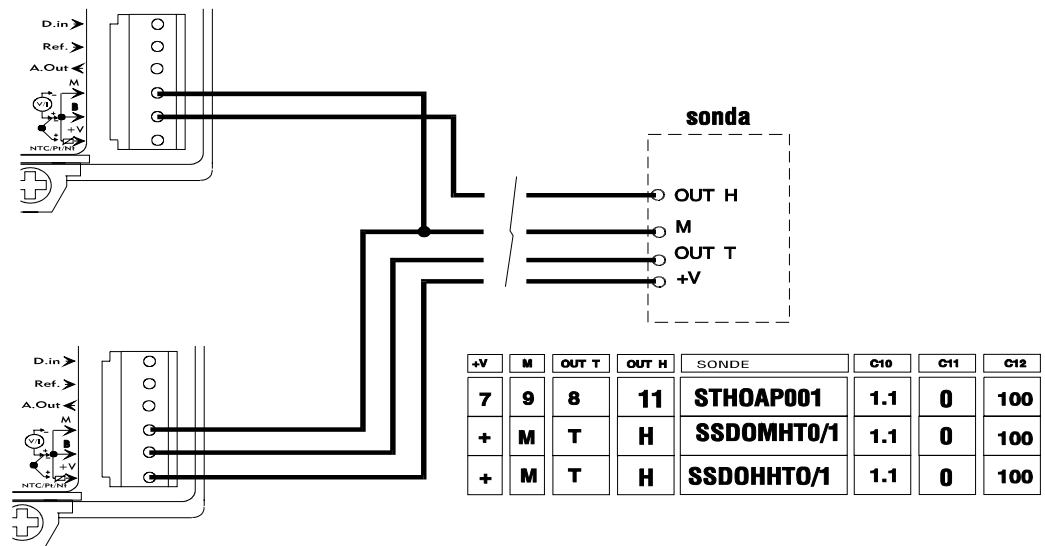 D.in
Ref.
A.Out
M
V/I
B
+V
NTC/Pt/Ni
sonda
OUT H
M
OUT T
+V
D.in
Ref.
A.Out
M
V/I
B
+V
NTC/Pt/Ni
+V M OUT T OUT H SONDE C10 C11 C12
7 9 8 11 STHOAP001 1.1 0 100
+ M T H SSDOMHT0/1 1.1 0 100
+ M T H SSDOHHTO/1 1.1 0 100